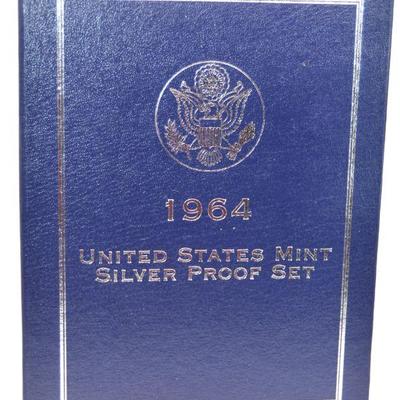 1964
UNITED STATES MINT
SILVER PROOF SET